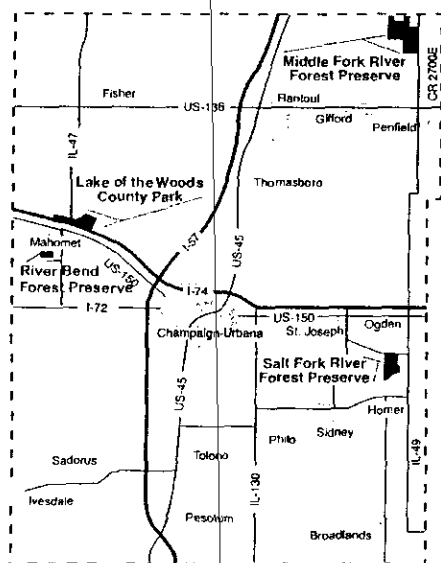 Middle Fork River
Forest Preserve
CR 2700E
Fisher
US-136
Rantoul
Gifford
Penfield
IL-47
Lake of the Woods
County Park
Thomasboro
I-57
US-45
Mahomet
River Bend
Forest Preserve
US-150
I-74
I-72
US-150
Champaign-Urbana
St. Joseph
Ogden
Salt Fork River
Forest Preserve
US-45
Homer
Sidney
Philo
Tolono
Sadorus
IL-49
IL-130
Ivesdale
Pesotum
Broadlands